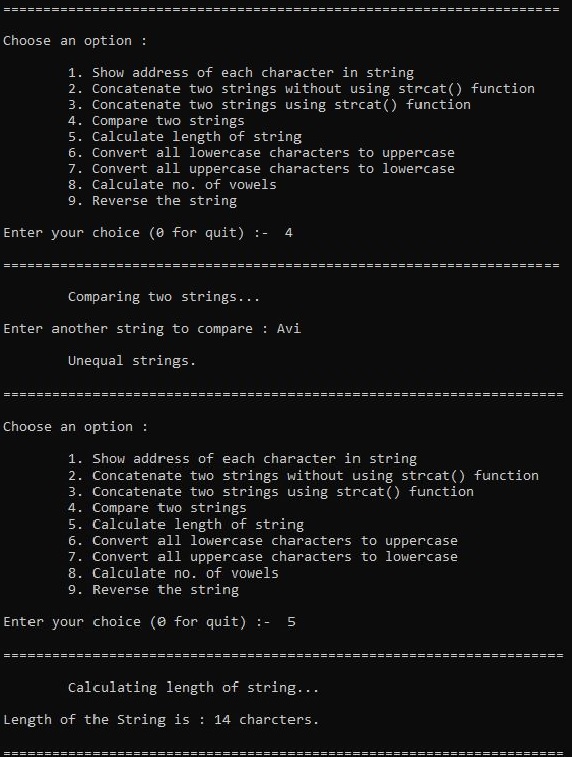 ======================================================================
Choose an option :
1. Show address of each character in string
2. Concatenate two strings without using strcat() function
3. Concatenate two strings using strcat() function
4. Compare two strings
5. Calculate length of string
6. Convert all lowercase characters to uppercase
7. Convert all uppercase characters to lowercase
8. Calculate no. of vowels
9. Reverse the string
Enter your choice (0 for quit) :-  4
======================================================================
Comparing two strings...
Enter another string to compare : Avi
Unequal strings.
======================================================================
Choose an option :
1. Show address of each character in string
2. Concatenate two strings without using strcat() function
3. Concatenate two strings using strcat() function
4. Compare two strings
5. Calculate length of string
6. Convert all lowercase characters to uppercase
7. Convert all uppercase characters to lowercase
8. Calculate no. of vowels
9. Reverse the string
Enter your choice (0 for quit) :-  5
======================================================================
Calculating length of string...
Length of the String is : 14 charcters.
======================================================================